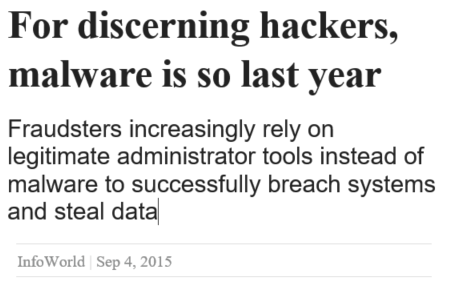 For discerning hackers,
malware is so last year
Fraudsters increasingly rely on
legitimate administrator tools instead of
malware to successfully breach systems
and steal data
InfoWorld | Sep 4, 2015